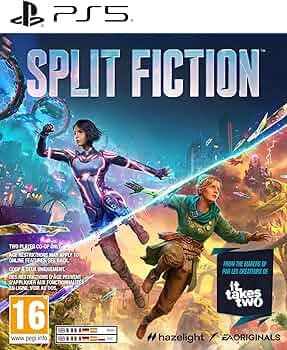 PS5
SPLIT FICTION™
TWO PLAYER CO-OP ONLY.
AGE RESTRICTIONS MAY APPLY TO
ONLINE FEATURES, SEE BACK.
COOP À DEUX UNIQUEMENT.
DES RESTRICTIONS D'ÂGE PEUVENT
S'APPLIQUER AUX FONCTIONNALITÉS
EN LIGNE, VOIR AU DOS.
FROM THE MAKERS OF
PAR LES CRÉATEURS DE
it
takes
TWO
16
www.pegi.info
hazelight
EA ORIGINALS